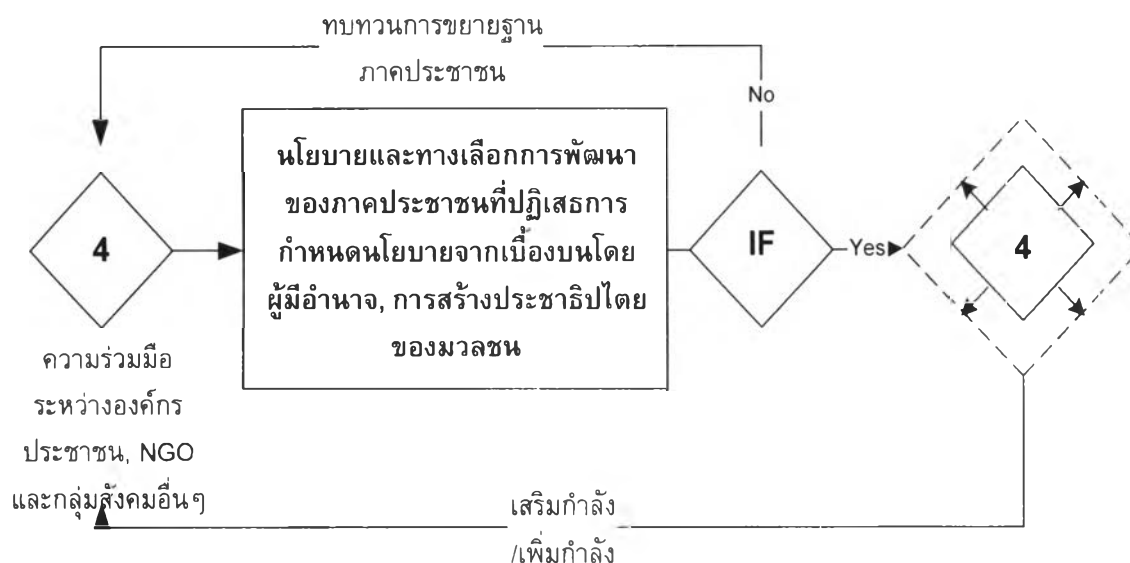 ทบทวนการขยายฐาน
ภาคประชาชน
No
นโยบายและทางเลือกการพัฒนา
ของภาคประชาชนที่ปฏิเสธการ
กำหนดนโยบายจากเบื้องบนโดย
ผู้มีอำนาจ, การสร้างประชาธิปไตย
ของมวลชน
4
IF
Yes
4
ความร่วมมือ
ระหว่างองค์กร
ประชาชน, NGO
และกลุ่มสังคมอื่นๆ
เสริมกำลัง
/เพิ่มกำลัง